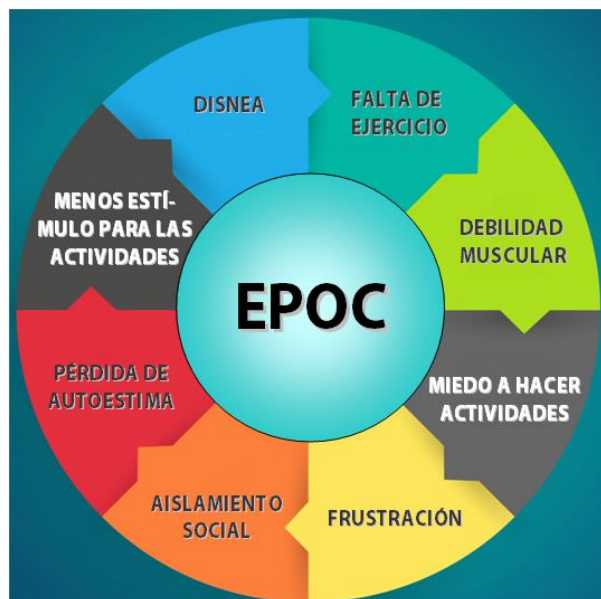 DISNEA
FALTA DE
EJERCICIO
DEBILIDAD
MUSCULAR
MIEDO A HACER
ACTIVIDADES
FRUSTRACIÓN
AISLAMIENTO
SOCIAL
PÉRDIDA DE
AUTOESTIMA
MENOS ESTÍ-
MULO PARA LAS
ACTIVIDADES
EPOC